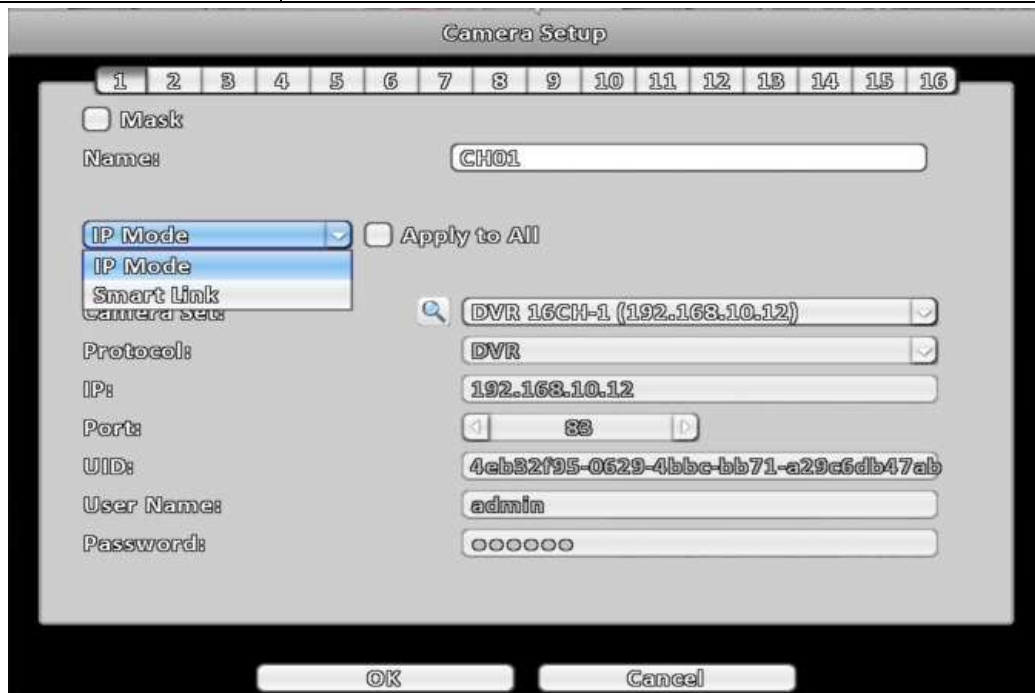 Camera Setup
1 2 3 4 5 6 7 8 9 10 11 12 13 14 15 16
Mask
Name: CH01
IP Mode Apply to All
IP Mode
Smart Link
Camera Set: DVR 16CH-1 (192.168.10.12)
Protocol: DVR
IP: 192.168.10.12
Port: 83
UID: 4eb32f95-0629-4bbc-bb71-a29c6db47ab
User Name: admin
Password:
OK Cancel